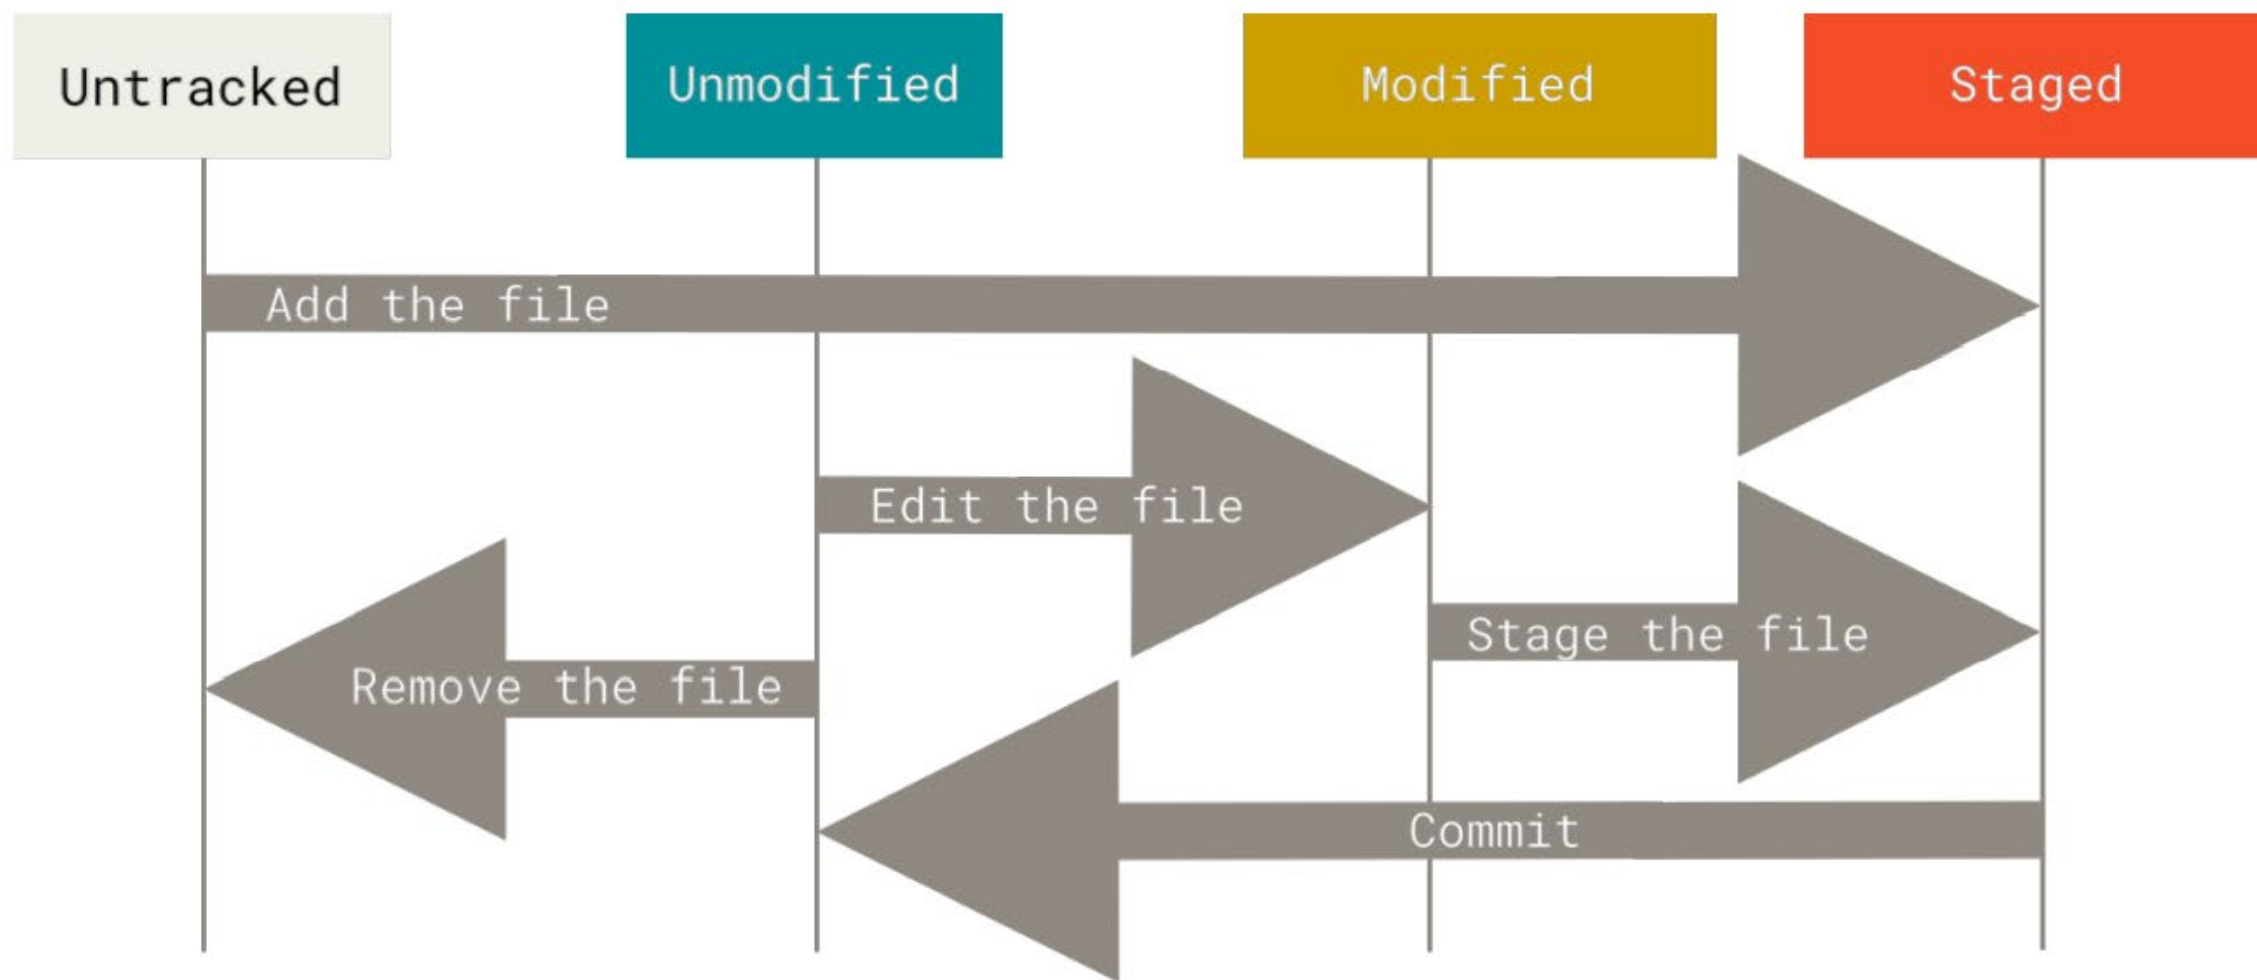 Untracked
Unmodified
Modified
Staged
Add the file
Edit the file
Stage the file
Remove the file
Commit